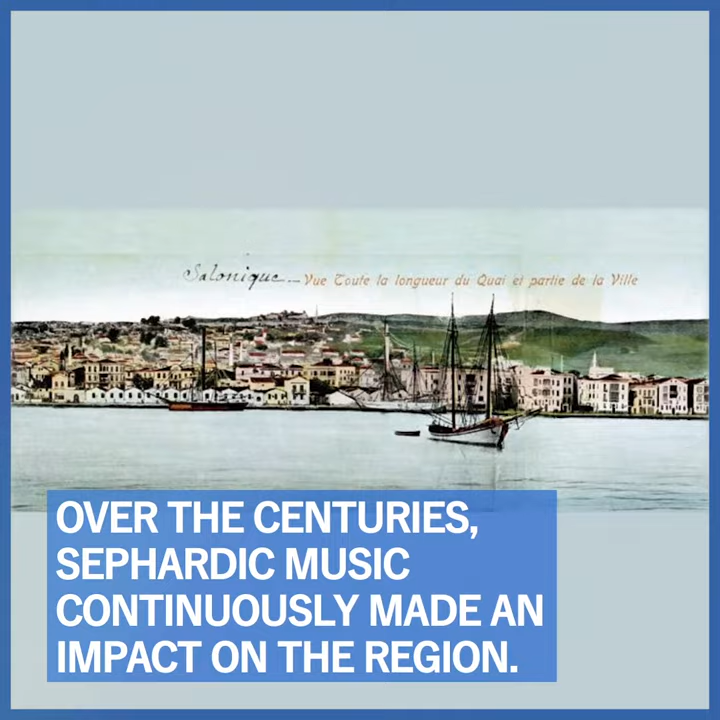 Salonique.—Vue Toute la longueur du Quai et partie de la Ville
OVER THE CENTURIES,
SEPHARDIC MUSIC
CONTINUOUSLY MADE AN
IMPACT ON THE REGION.